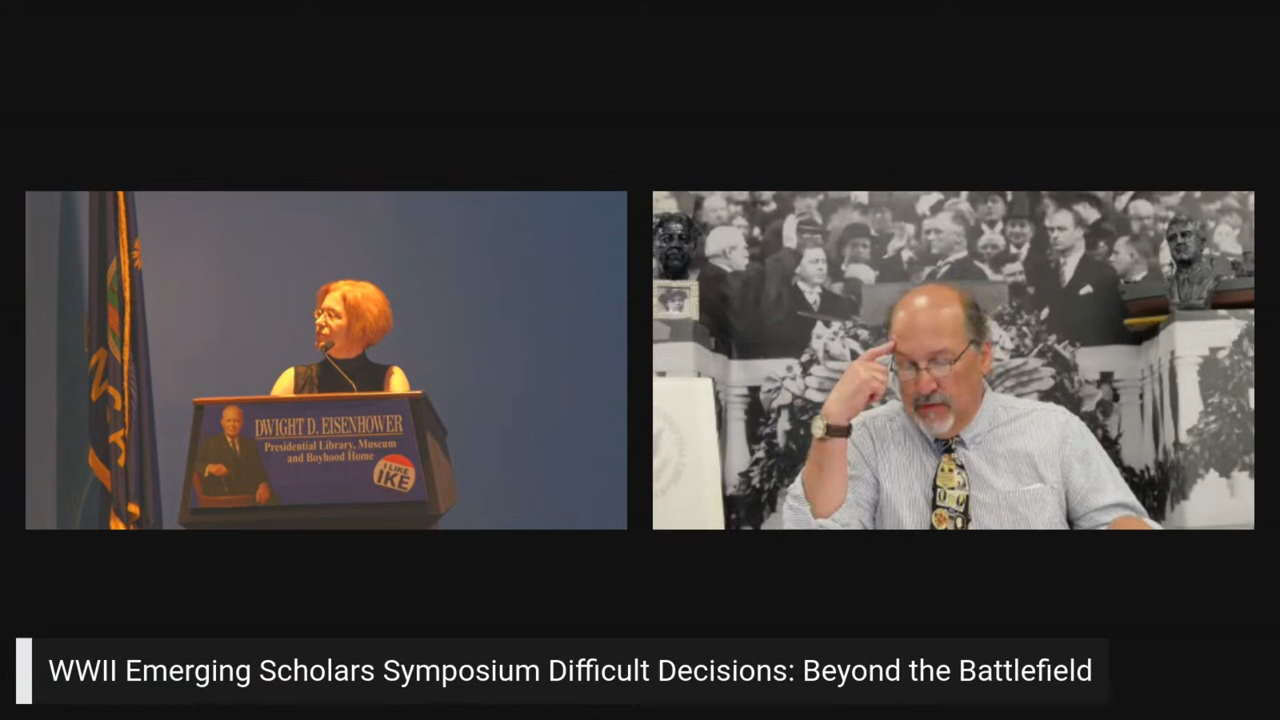 DWIGHT D. EISENHOWER
Presidential Library, Museum
and Boyhood Home
I LIKE
IKE
WWII Emerging Scholars Symposium Difficult Decisions: Beyond the Battlefield